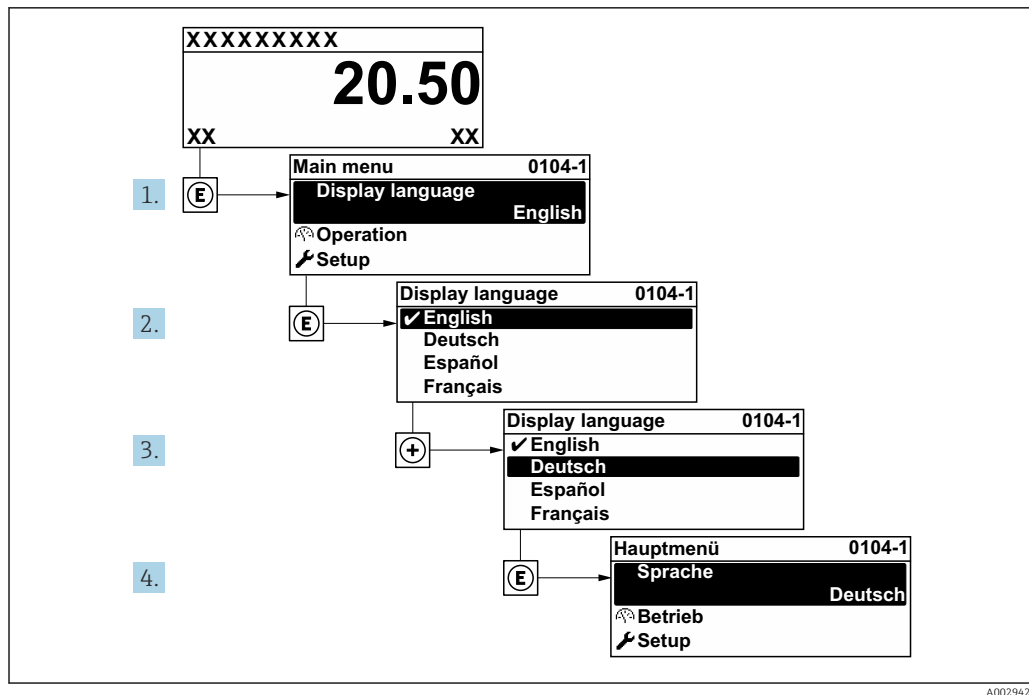 XXXXXXXXX
20.50
XX XX
1. E
Main menu 0104-1
Display language
English
Operation
Setup
2. E
Display language 0104-1
✔ English
Deutsch
Español
Français
3. +
Display language 0104-1
✔ English
Deutsch
Español
Français
4. E
Hauptmenü 0104-1
Sprache
Deutsch
Betrieb
Setup